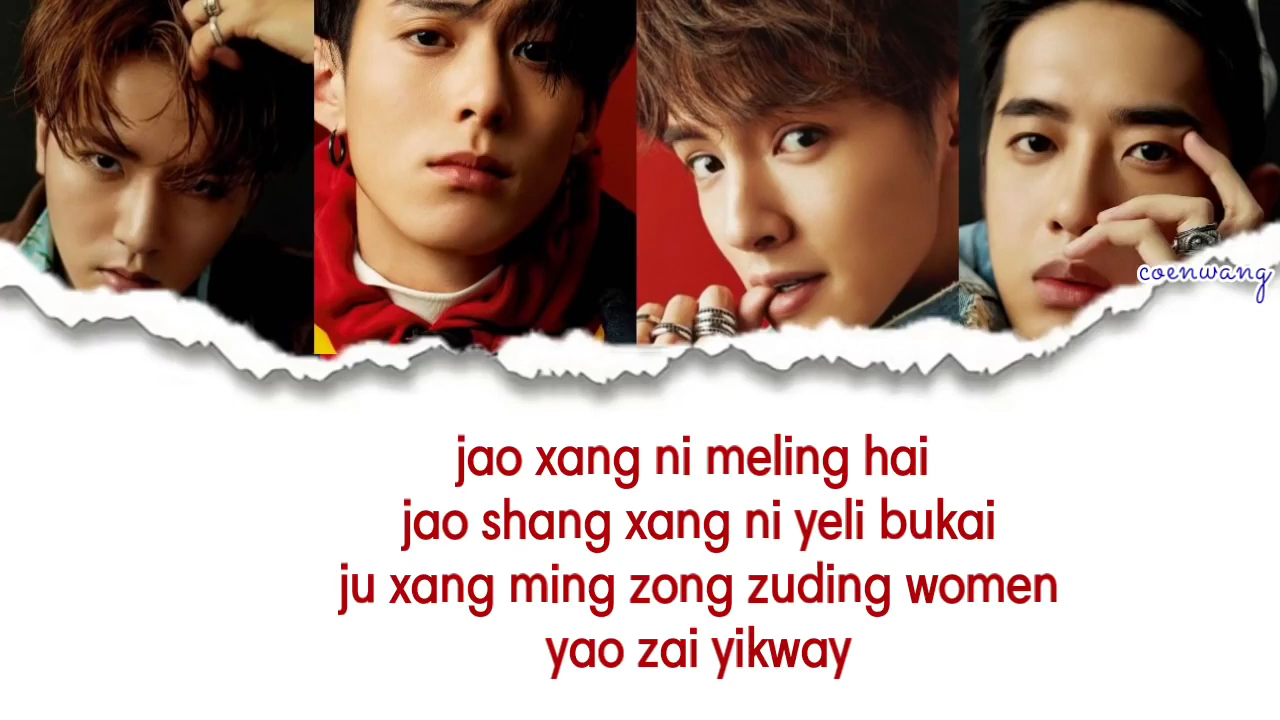 coenwang
jao xang ni meling hai
jao shang xang ni yeli bukai
ju xang ming zong zuding women
yao zai yikway